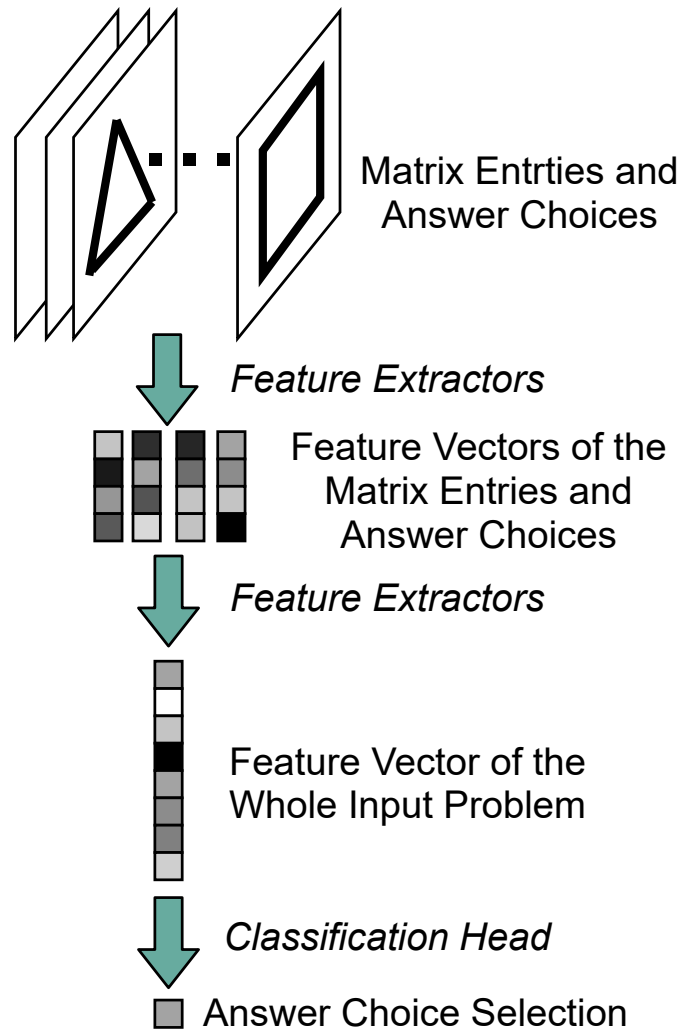 Matrix Entrties and
Answer Choices
Feature Extractors
Feature Vectors of the
Matrix Entries and
Answer Choices
Feature Extractors
Feature Vector of the
Whole Input Problem
Classification Head
Answer Choice Selection